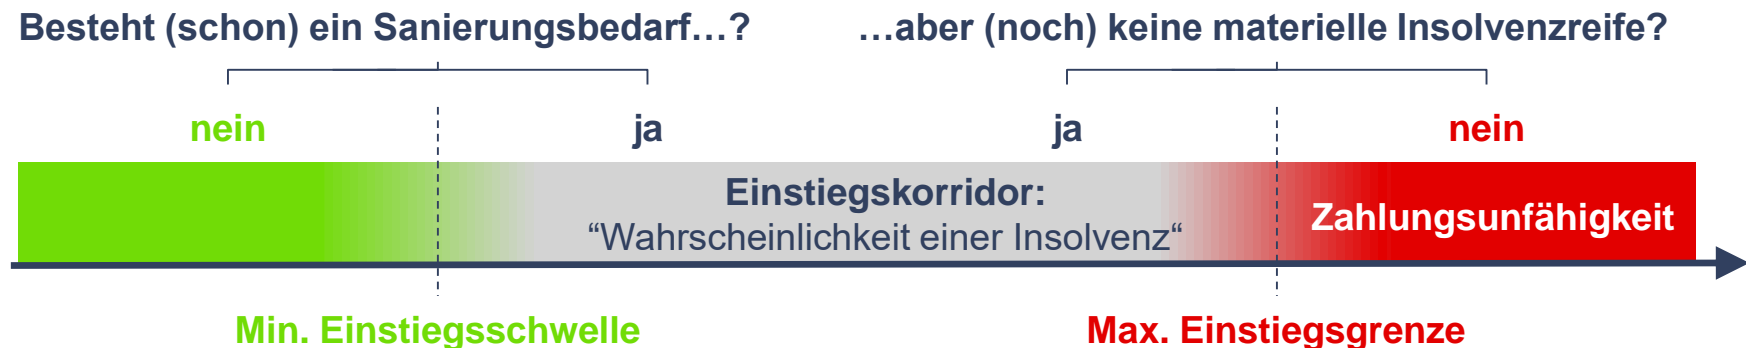 Besteht (schon) ein Sanierungsbedarf…?
…aber (noch) keine materielle Insolvenzreife?
nein
ja
ja
nein
Einstiegskorridor:
“Wahrscheinlichkeit einer Insolvenz“
Zahlungsunfähigkeit
Min. Einstiegsschwelle
Max. Einstiegsgrenze